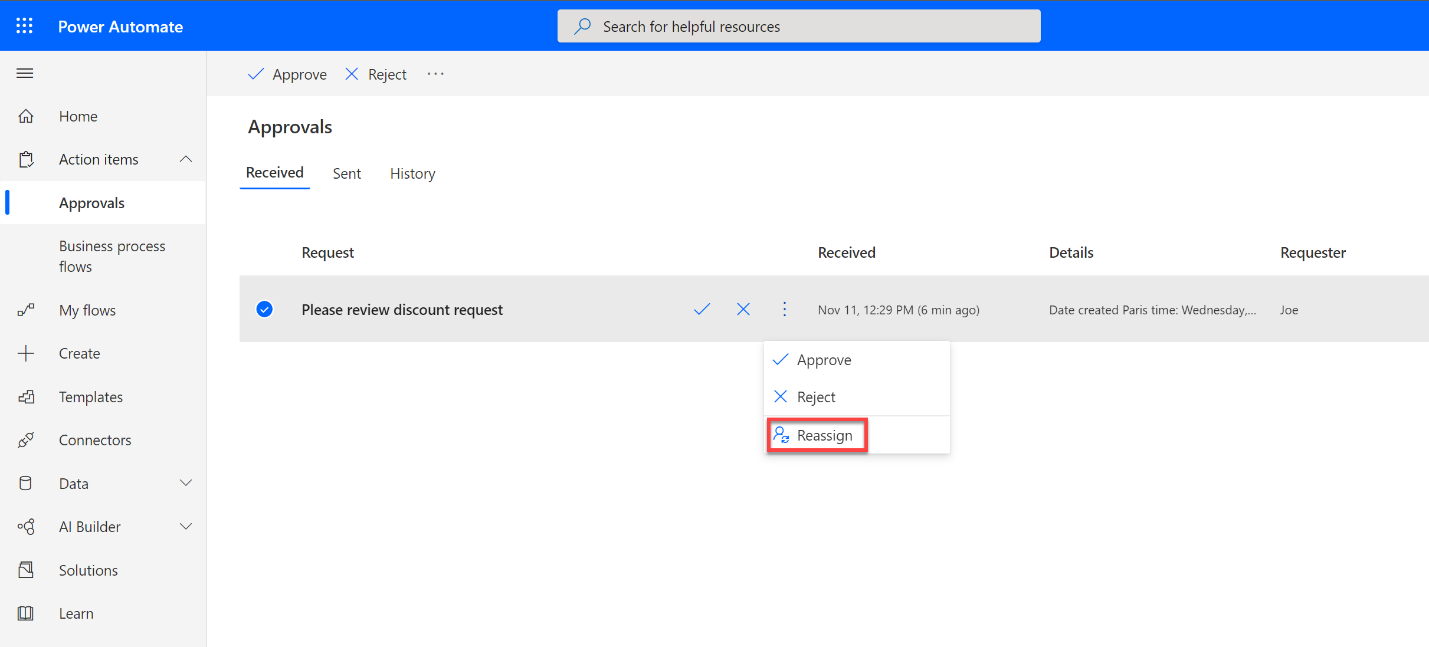 Power Automate
Search for helpful resources
Approve Reject ···
Home
Action items
Approvals
Business process
flows
My flows
Create
Templates
Connectors
Data
AI Builder
Solutions
Learn
Approvals
Received Sent History
Request Received Details Requester
Please review discount request Nov 11, 12:29 PM (6 min ago) Date created Paris time: Wednesday,... Joe
Approve
Reject
Reassign